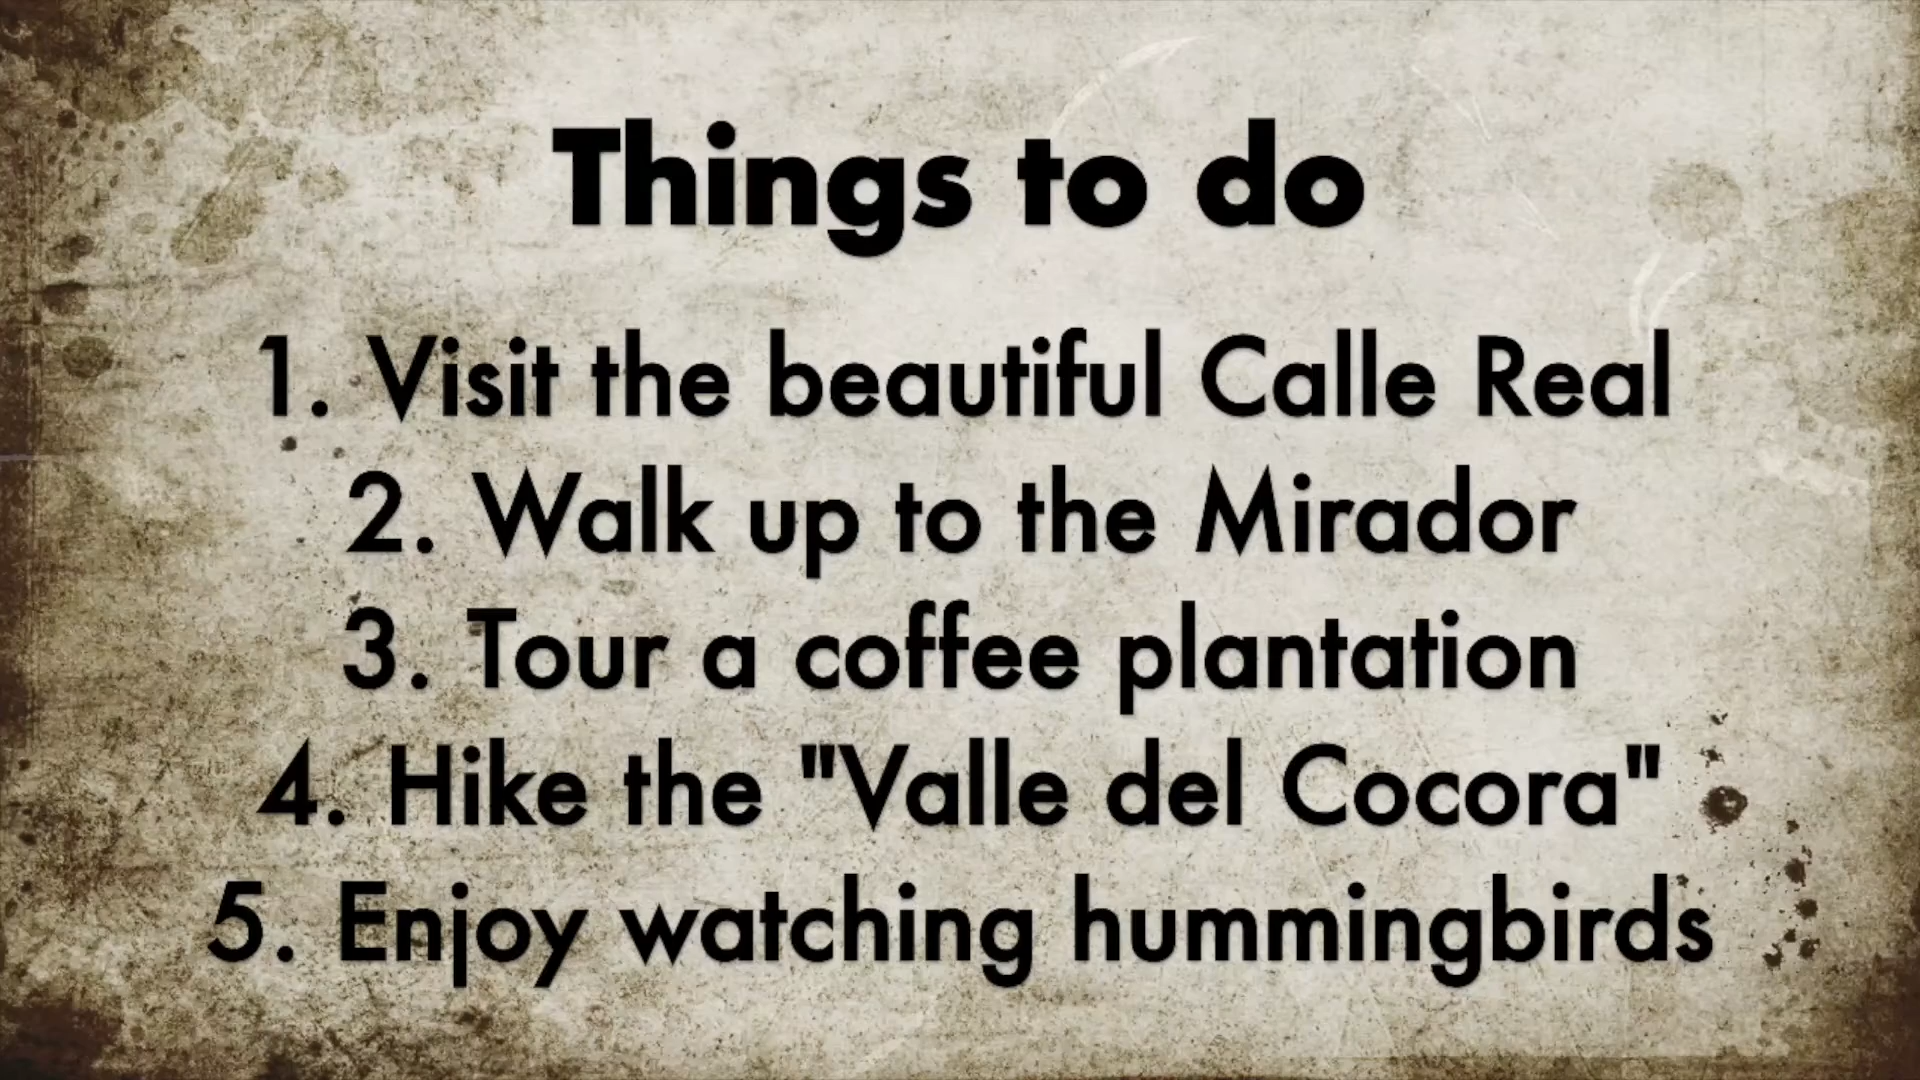 Things to do
1. Visit the beautiful Calle Real
2. Walk up to the Mirador
3. Tour a coffee plantation
4. Hike the "Valle del Cocora"
5. Enjoy watching hummingbirds